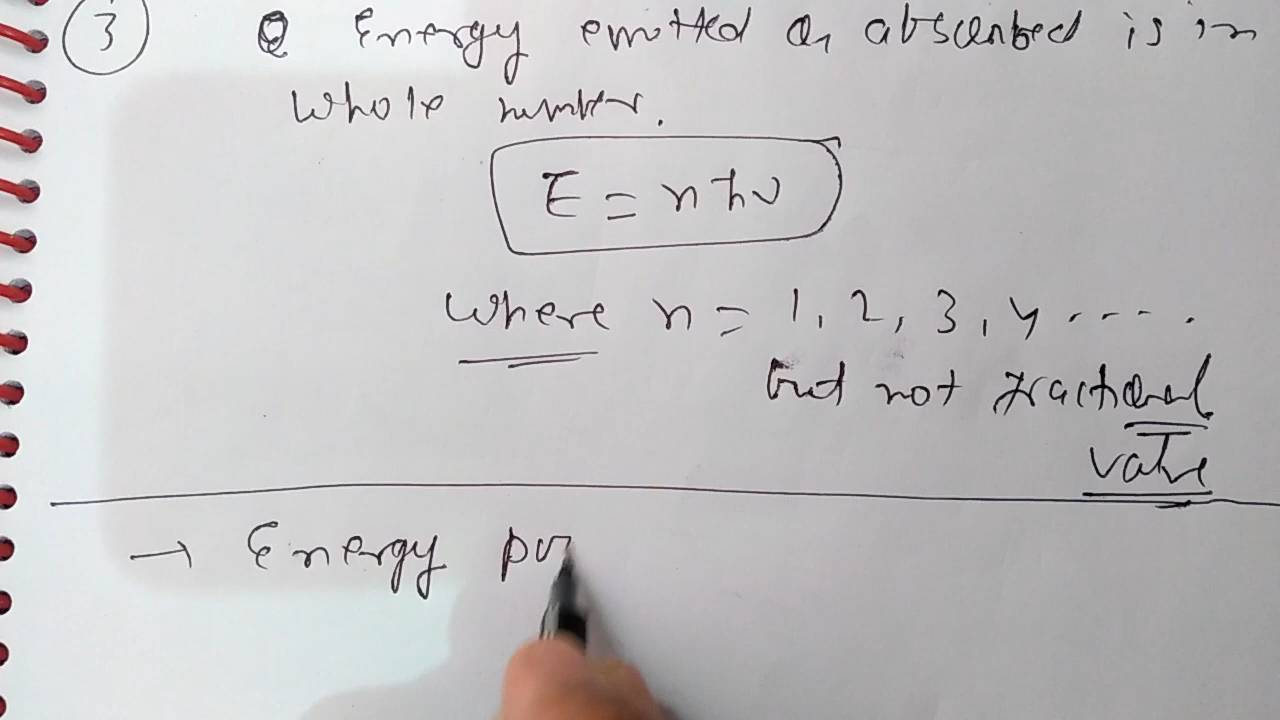 3 Energy emitted or absorbed is in
whole number.
E = nhν
where n = 1, 2, 3, 4 ....
but not fractional
value
→ Energy